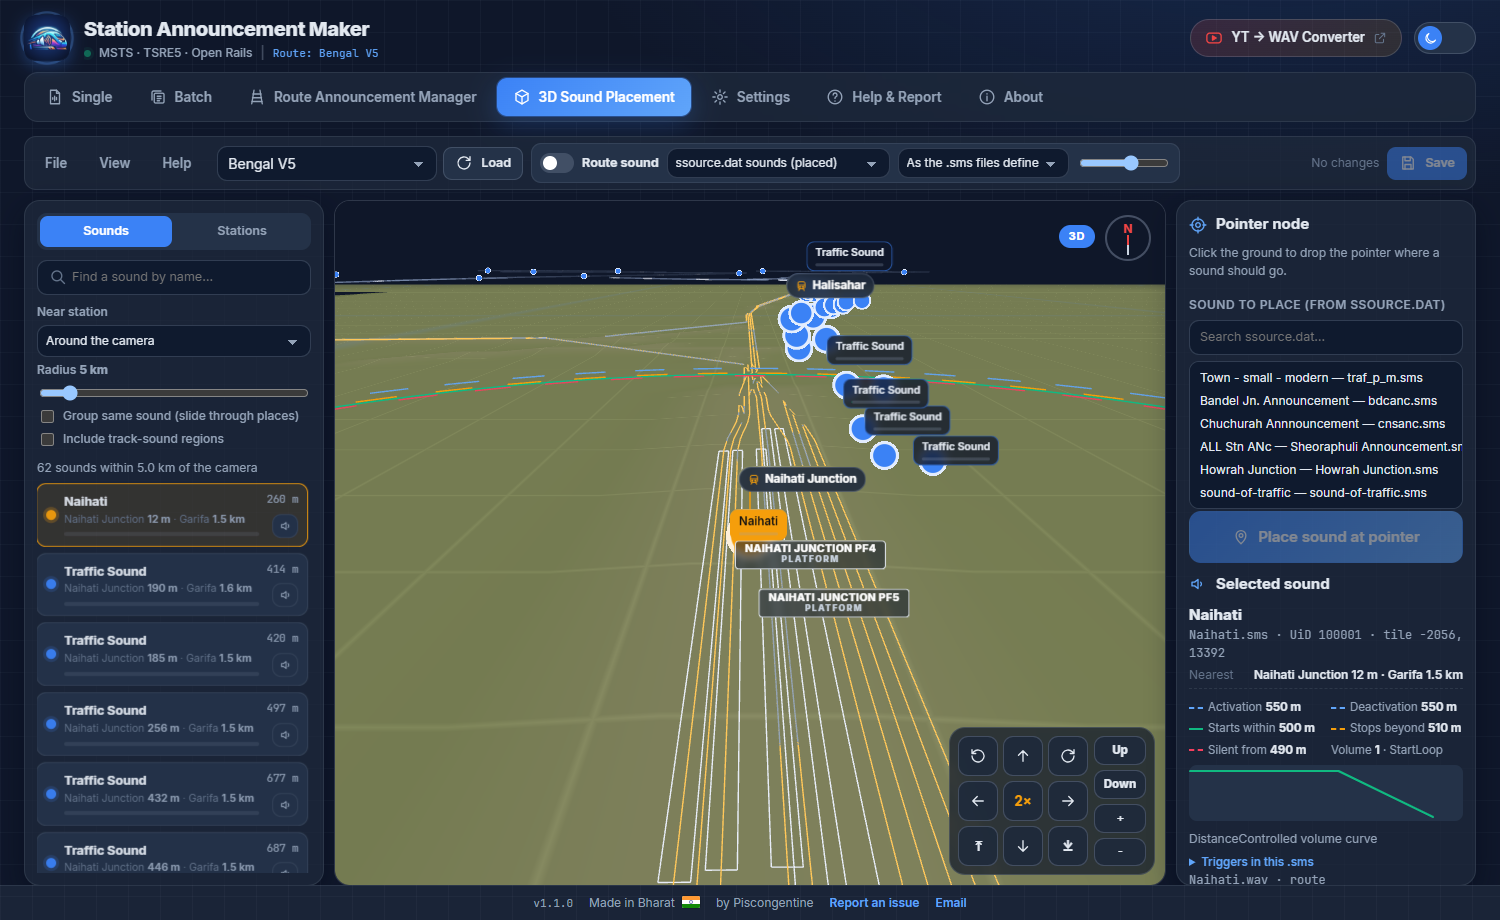 Station Announcement Maker
MSTS · TSRE5 · Open Rails | Route: Bengal V5
YT → WAV Converter
Single
Batch
Route Announcement Manager
3D Sound Placement
Settings
Help & Report
About
File
View
Help
Bengal V5
Load
Route sound
ssource.dat sounds (placed)
As the .sms files define
No changes
Save
Sounds
Stations
Find a sound by name...
Near station
Around the camera
Radius 5 km
Group same sound (slide through places)
Include track-sound regions
62 sounds within 5.0 km of the camera
Naihati
260 m
Naihati Junction 12 m · Garifa 1.5 km
Traffic Sound
414 m
Naihati Junction 190 m · Garifa 1.6 km
Traffic Sound
420 m
Naihati Junction 185 m · Garifa 1.5 km
Traffic Sound
497 m
Naihati Junction 256 m · Garifa 1.5 km
Traffic Sound
677 m
Naihati Junction 432 m · Garifa 1.5 km
Traffic Sound
687 m
Naihati Junction 446 m · Garifa 1.5 km
3D
N
Traffic Sound
Halisahar
Traffic Sound
Traffic Sound
Traffic Sound
Traffic Sound
Naihati Junction
Naihati
NAIHATI JUNCTION PF4
PLATFORM
NAIHATI JUNCTION PF5
PLATFORM
Up
2×
Down
+
-
Pointer node
Click the ground to drop the pointer where a
sound should go.
SOUND TO PLACE (FROM SSOURCE.DAT)
Search ssource.dat...
Town - small - modern — traf_p_m.sms
Bandel Jn. Announcement — bdcanc.sms
Chuchurah Annnouncement — cnsanc.sms
ALL Stn ANc — Sheoraphuli Announcement.sr
Howrah Junction — Howrah Junction.sms
sound-of-traffic — sound-of-traffic.sms
Place sound at pointer
Selected sound
Naihati
Naihati.sms · UiD 100001 · tile -2056,
13392
Nearest
Naihati Junction 12 m · Garifa 1.5 km
Activation 550 m
Deactivation 550 m
Starts within 500 m
Stops beyond 510 m
Silent from 490 m
Volume 1 · StartLoop
DistanceControlled volume curve
Triggers in this .sms
Naihati.wav · route
v1.1.0
Made in Bharat
by Piscongentine
Report an issue
Email